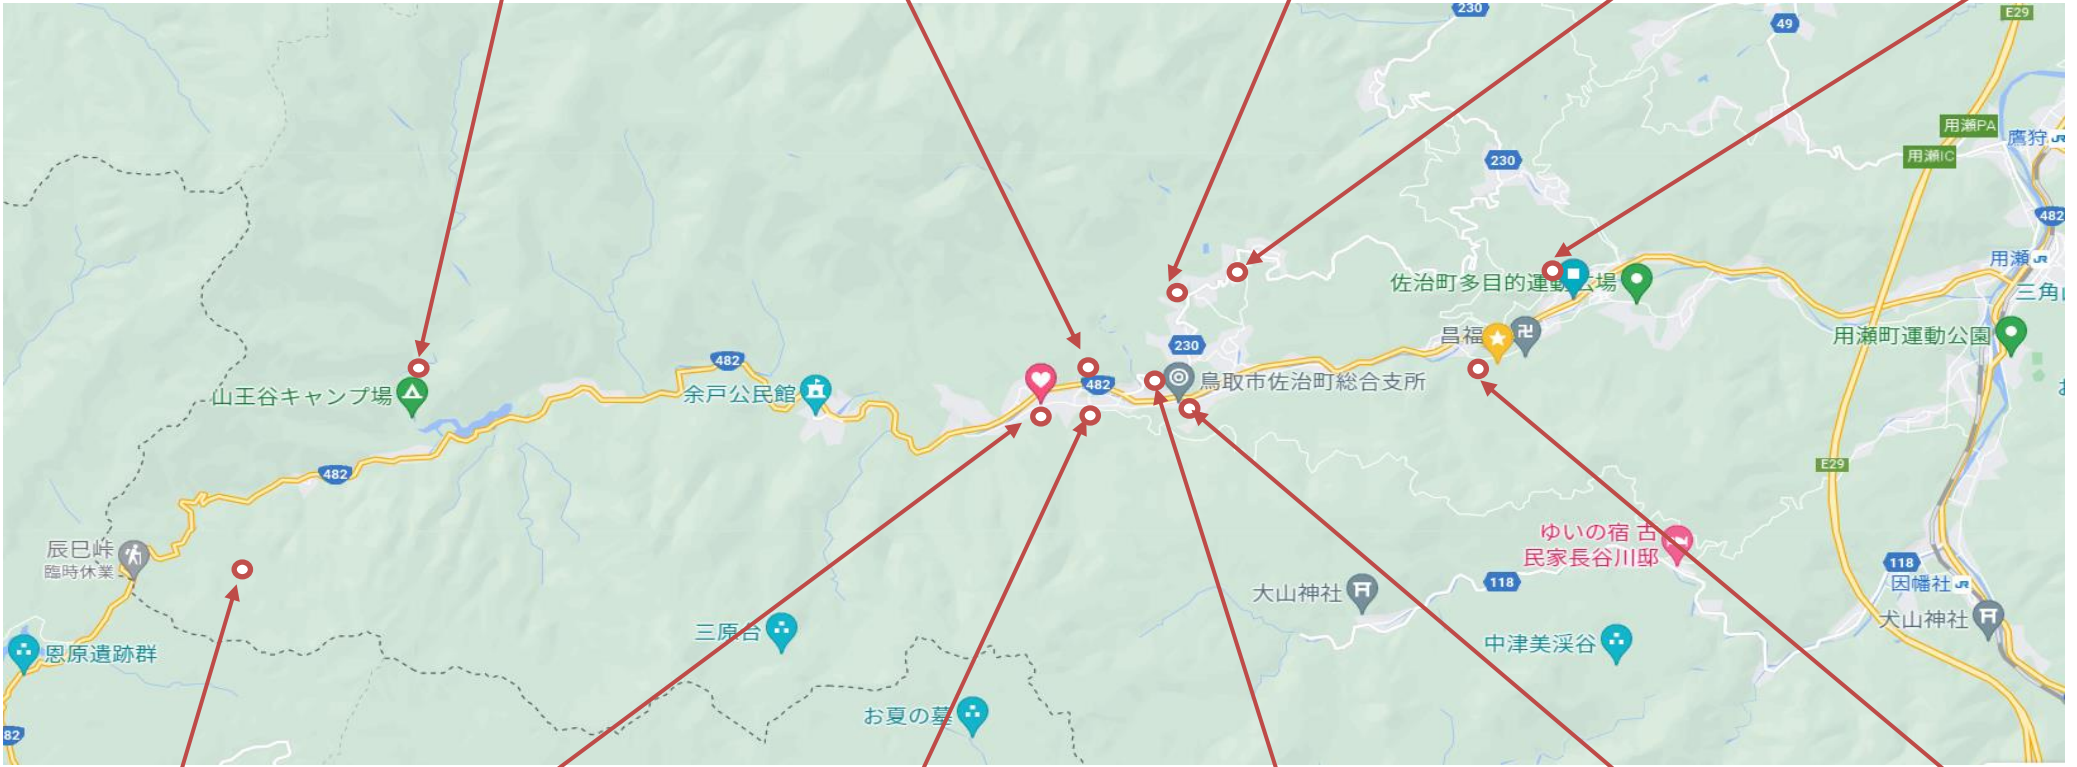 230
49
E29
用瀬PA
鷹狩
230
用瀬IC
482
用瀬
佐治町多目的運動広場
三角山
昌福
用瀬町運動公園
230
482
482
鳥取市佐治町総合支所
山王谷キャンプ場
余戸公民館
482
E29
ゆいの宿 古
民家長谷川邸
辰巳峠
臨時休業
118
118
因幡社
大山神社
犬山神社
三原台
中津美渓谷
恩原遺跡群
お夏の墓
82